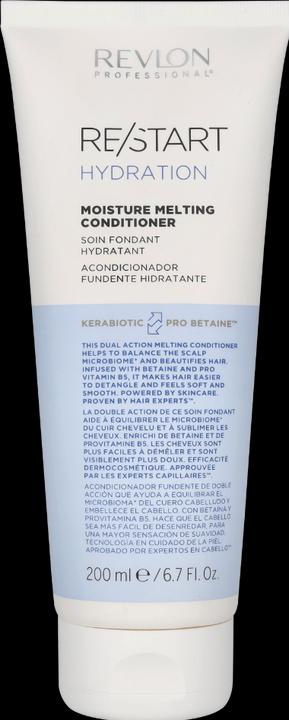 REVLON
PROFESSIONAL®
RE/START
HYDRATION
MOISTURE MELTING
CONDITIONER
SOIN FONDANT
HYDRATANT
ACONDICIONADOR
FUNDENTE HIDRATANTE
KERABIOTIC PRO BETAINE™
THIS DUAL ACTION MELTING CONDITIONER
HELPS TO BALANCE THE SCALP
MICROBIOME* AND BEAUTIFIES HAIR.
INFUSED WITH BETAINE AND PRO
VITAMIN B5, IT MAKES HAIR EASIER
TO DETANGLE AND FEELS SOFT AND
SMOOTH. POWERED BY SKINCARE.
PROVEN BY HAIR EXPERTS™.
LA DOUBLE ACTION DE CE SOIN FONDANT
AIDE À ÉQUILIBRER LE MICROBIOME*
DU CUIR CHEVELU ET À SUBLIMER LES
CHEVEUX. ENRICHI DE BETAINE ET DE
PROVITAMINE B5. LES CHEVEUX SONT
PLUS FACILES À DÉMÊLER ET SONT
VISIBLEMENT PLUS DOUX. EFFICACITÉ
DERMOCOSMÉTIQUE. APPROUVÉE
PAR LES EXPERTS CAPILLAIRES™.
ACONDICIONADOR FUNDENTE DE DOBLE
ACCIÓN QUE AYUDA A EQUILIBRAR EL
MICROBIOMA* DEL CUERO CABELLUDO Y
EMBELLECE EL CABELLO. CON BETAÍNA Y
PROVITAMINA B5, HACE QUE EL CABELLO
SEA MÁS FÁCIL DE DESENREDAR, PARA
UNA MAYOR SENSACIÓN DE SUAVIDAD.
TECNOLOGÍA EN CUIDADO DE LA PIEL,
APROBADO POR EXPERTOS EN CABELLO™
200 ml ℮/6.7 Fl. Oz.